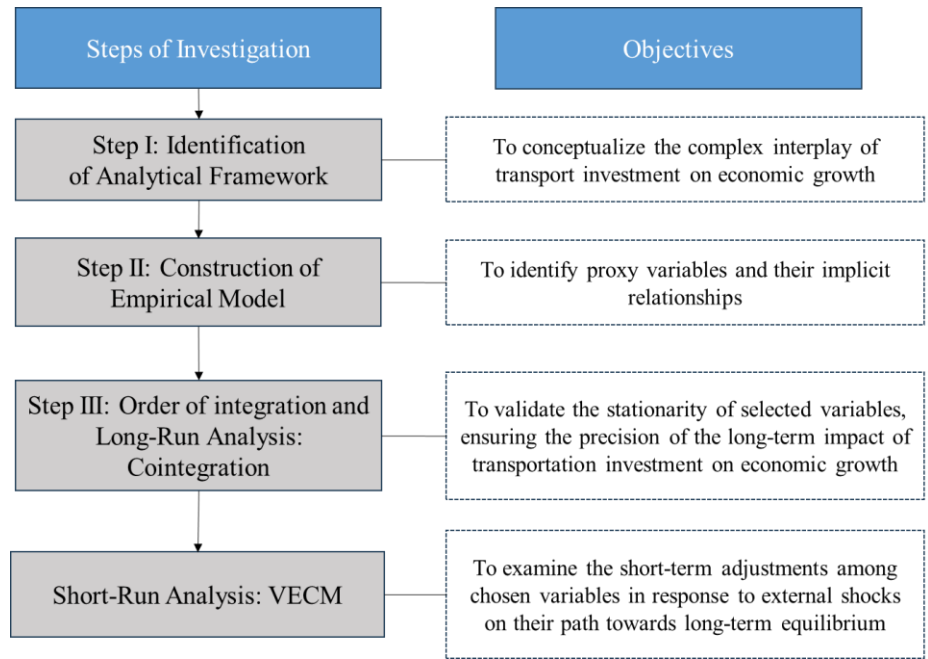 Steps of Investigation
Objectives
Step I: Identification
of Analytical Framework
To conceptualize the complex interplay of
transport investment on economic growth
Step II: Construction of
Empirical Model
To identify proxy variables and their implicit
relationships
Step III: Order of integration and
Long-Run Analysis:
Cointegration
To validate the stationarity of selected variables,
ensuring the precision of the long-term impact of
transportation investment on economic growth
Short-Run Analysis: VECM
To examine the short-term adjustments among
chosen variables in response to external shocks
on their path towards long-term equilibrium